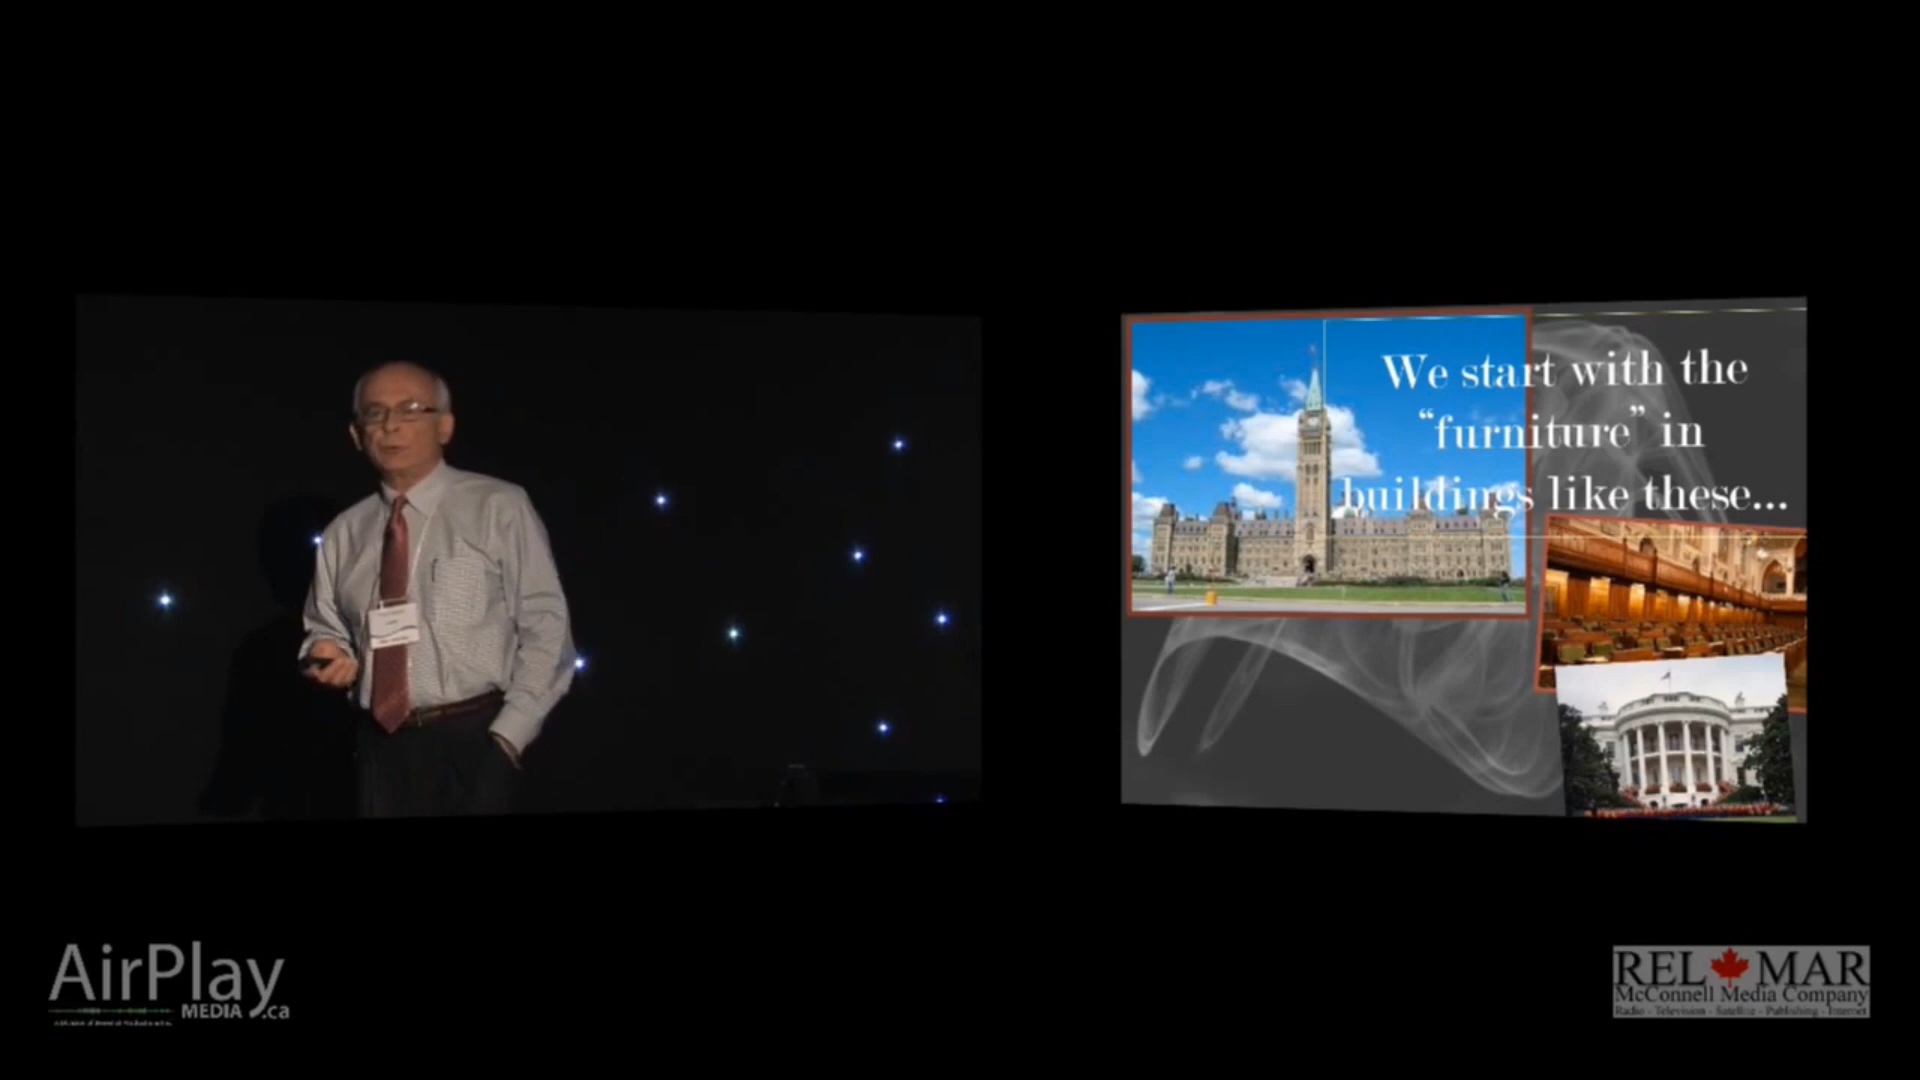 We start with the
“furniture” in
buildings like these...
AirPlay
MEDIA .ca
REL MAR
McConnell Media Company
Radio - Television - Satellite - Publishing - Internet